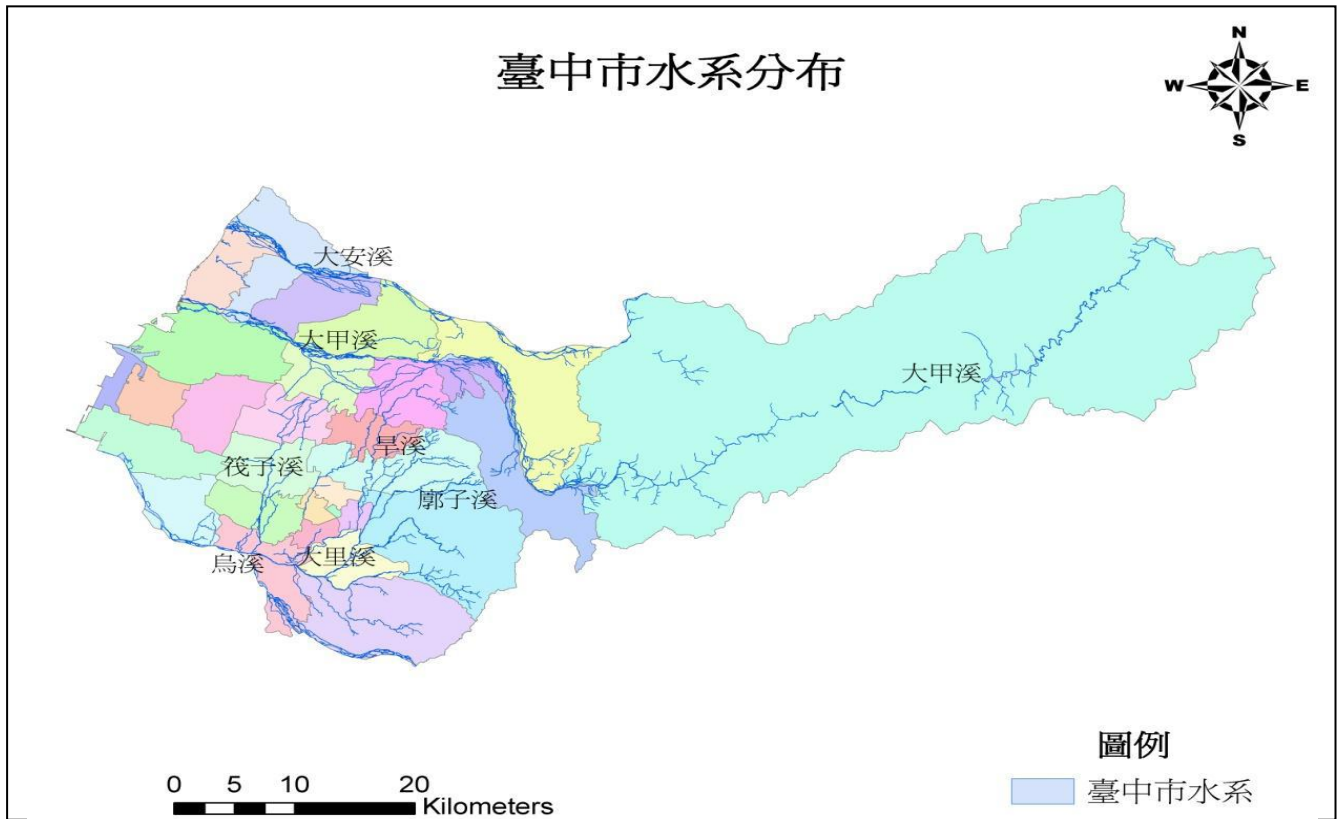 臺中市水系分布
N
W
E
S
大安溪
大甲溪
大甲溪
旱溪
筏子溪
廓子溪
烏溪
大里溪
圖例
臺中市水系
0 5 10 20
Kilometers